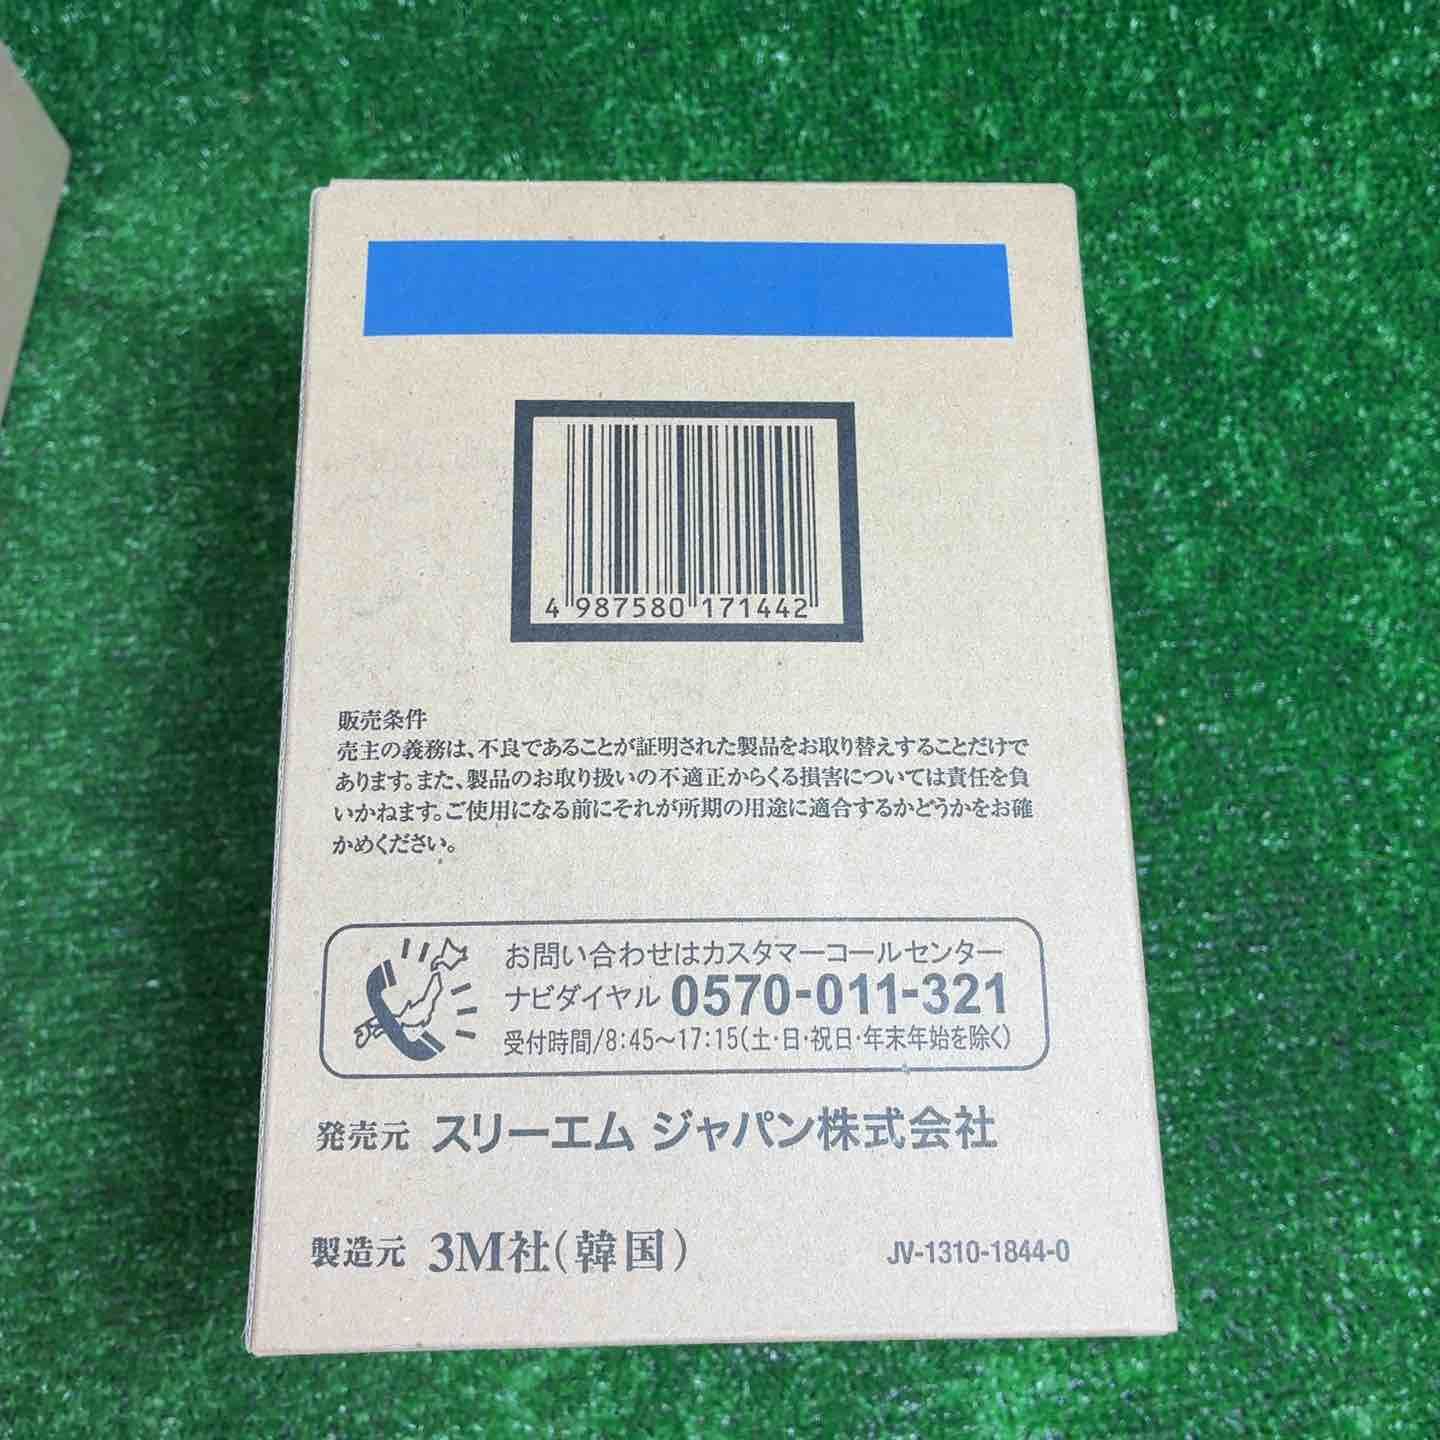 4 987580 171442
販売条件
売主の義務は、不良であることが証明された製品をお取り替えすることだけで
あります。また、製品のお取り扱いの不適正からくる損害については責任を負
いかねます。ご使用になる前にそれが所期の用途に適合するかどうかをお確
かめください。
お問い合わせはカスタマーコールセンター
ナビダイヤル 0570-011-321
受付時間/8:45～17:15(土・日・祝日・年末年始を除く)
発売元 スリーエム ジャパン株式会社
製造元 3M社(韓国) JV-1310-1844-0